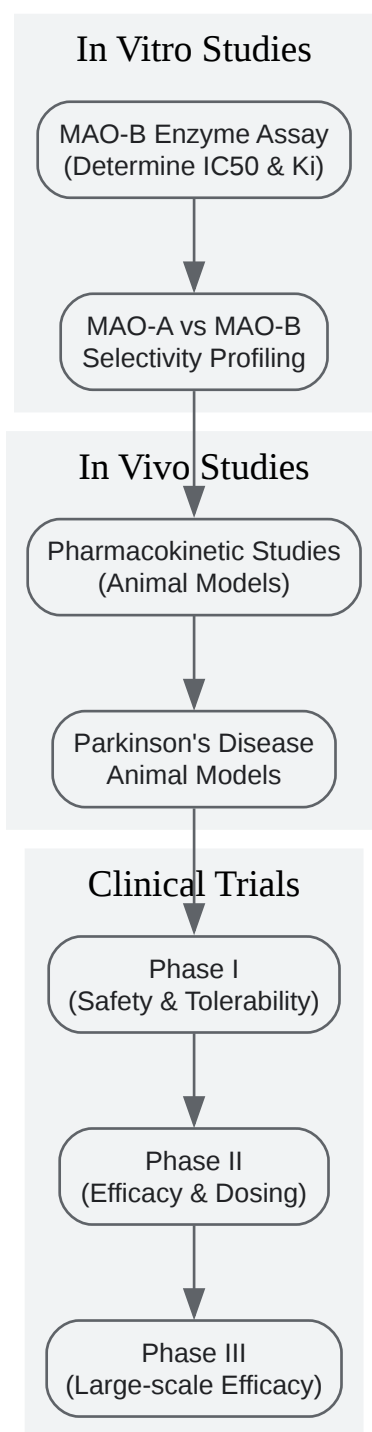 In Vitro Studies
MAO-B Enzyme Assay
(Determine IC50 & Ki)
MAO-A vs MAO-B
Selectivity Profiling
In Vivo Studies
Pharmacokinetic Studies
(Animal Models)
Parkinson's Disease
Animal Models
Clinical Trials
Phase I
(Safety & Tolerability)
Phase II
(Efficacy & Dosing)
Phase III
(Large-scale Efficacy)